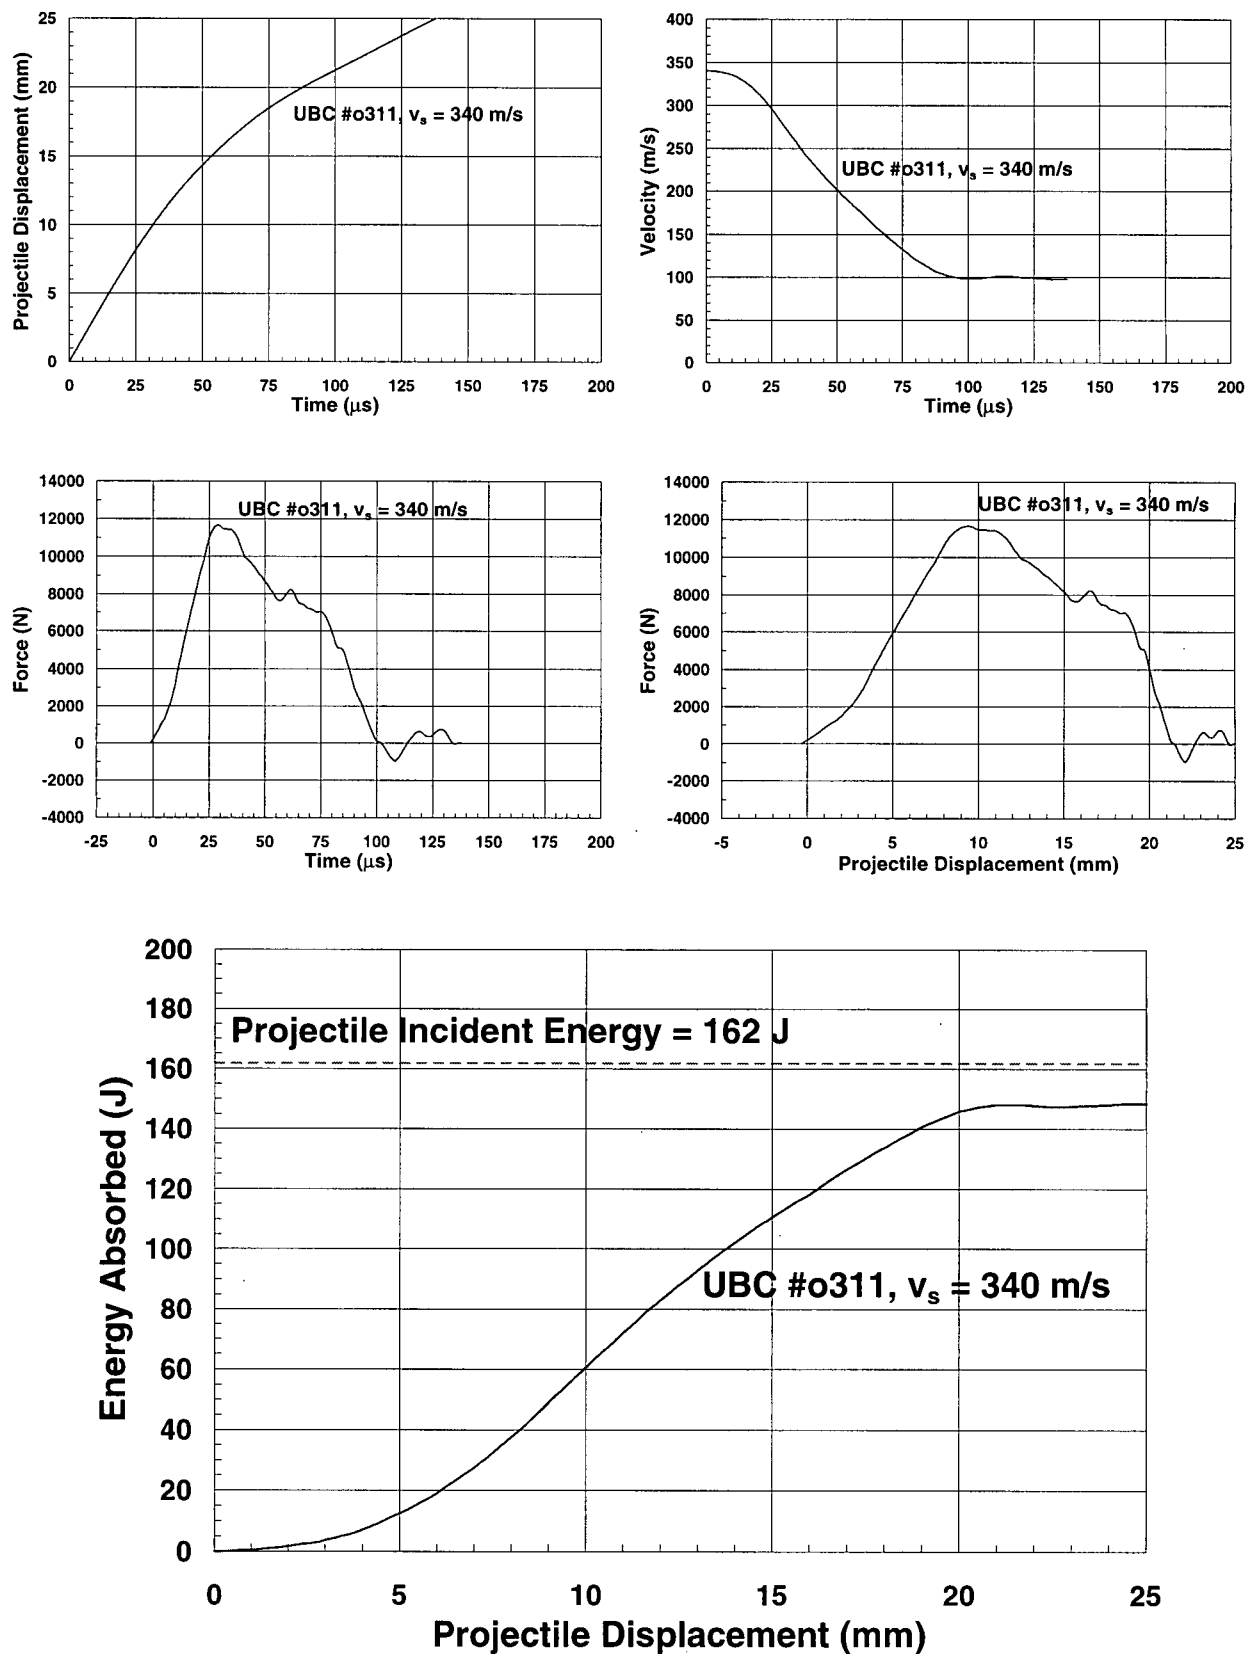 25
20
15
10
5
0
Projectile Displacement (mm)
UBC #o311, vs = 340 m/s
0 25 50 75 100 125 150 175 200
Time (µs)
400
350
300
250
200
150
100
50
0
Velocity (m/s)
UBC #o311, vs = 340 m/s
0 25 50 75 100 125 150 175 200
Time (µs)
14000
12000
10000
8000
6000
4000
2000
0
-2000
-4000
Force (N)
UBC #o311, vs = 340 m/s
-25 0 25 50 75 100 125 150 175 200
Time (µs)
14000
12000
10000
8000
6000
4000
2000
0
-2000
-4000
Force (N)
UBC #o311, vs = 340 m/s
-5 0 5 10 15 20 25
Projectile Displacement (mm)
200
180
160
140
120
100
80
60
40
20
0
Energy Absorbed (J)
Projectile Incident Energy = 162 J
UBC #o311, vs = 340 m/s
0 5 10 15 20 25
Projectile Displacement (mm)